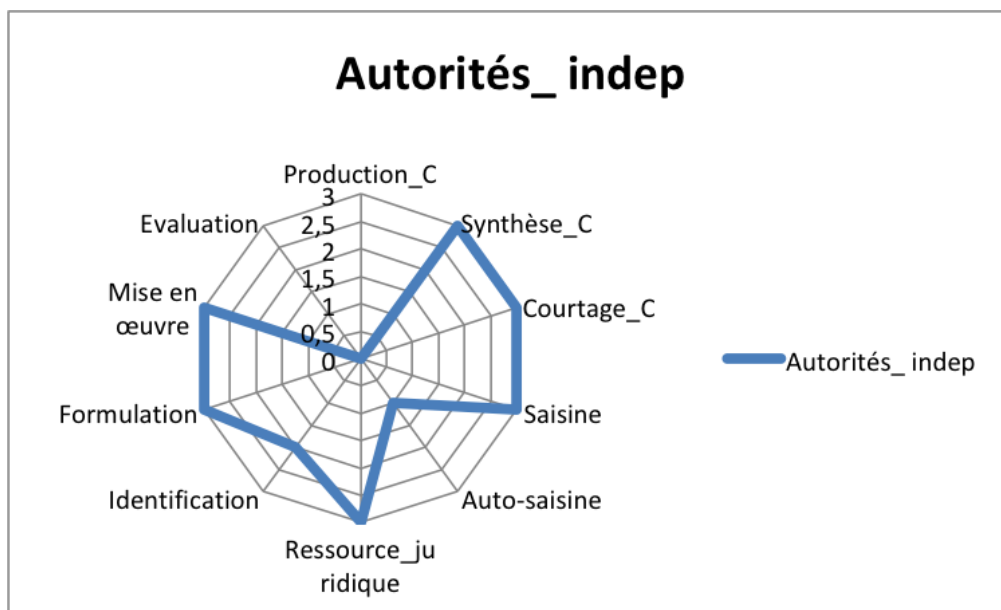 Autorités_ indep
Production_C
3
Evaluation
2,5
Synthèse_C
2
Mise en
œuvre
1,5
1
Courtage_C
0,5
0
Autorités_ indep
Formulation
Saisine
Identification
Auto-saisine
Ressource_ju
ridique